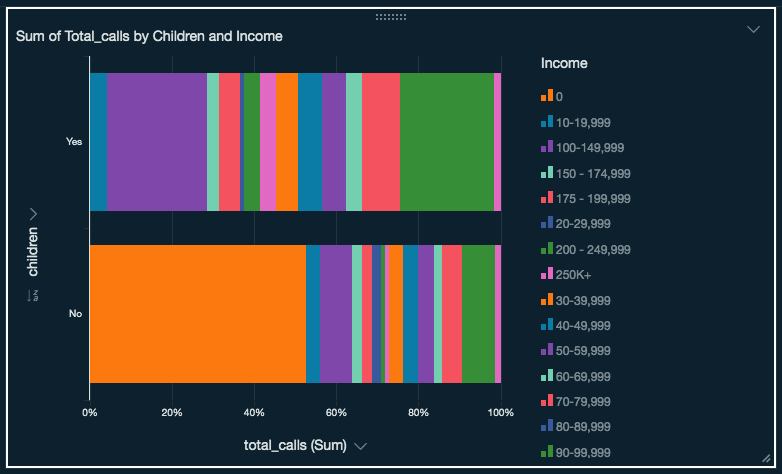 Sum of Total_calls by Children and Income
Income
0
10-19,999
100-149,999
150 - 174,999
175 - 199,999
20-29,999
200 - 249,999
250K+
30-39,999
40-49,999
50-59,999
60-69,999
70-79,999
80-89,999
90-99,999
children
Yes
No
0%
20%
40%
60%
80%
100%
total_calls (Sum)